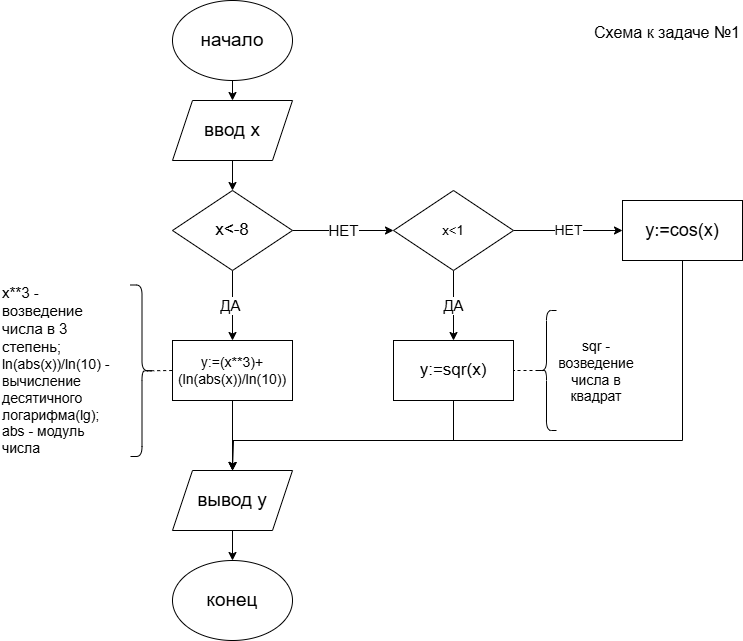 Схема к задаче №1
начало
ввод x
x<-8
НЕТ
x<1
НЕТ
y:=cos(x)
ДА
ДА
x**3 -
возведение
числа в 3
степень;
ln(abs(x))/ln(10) -
вычисление
десятичного
логарифма(lg);
abs - модуль
числа
y:=(x**3)+
(ln(abs(x))/ln(10))
y:=sqr(x)
sqr -
возведение
числа в
квадрат
вывод y
конец